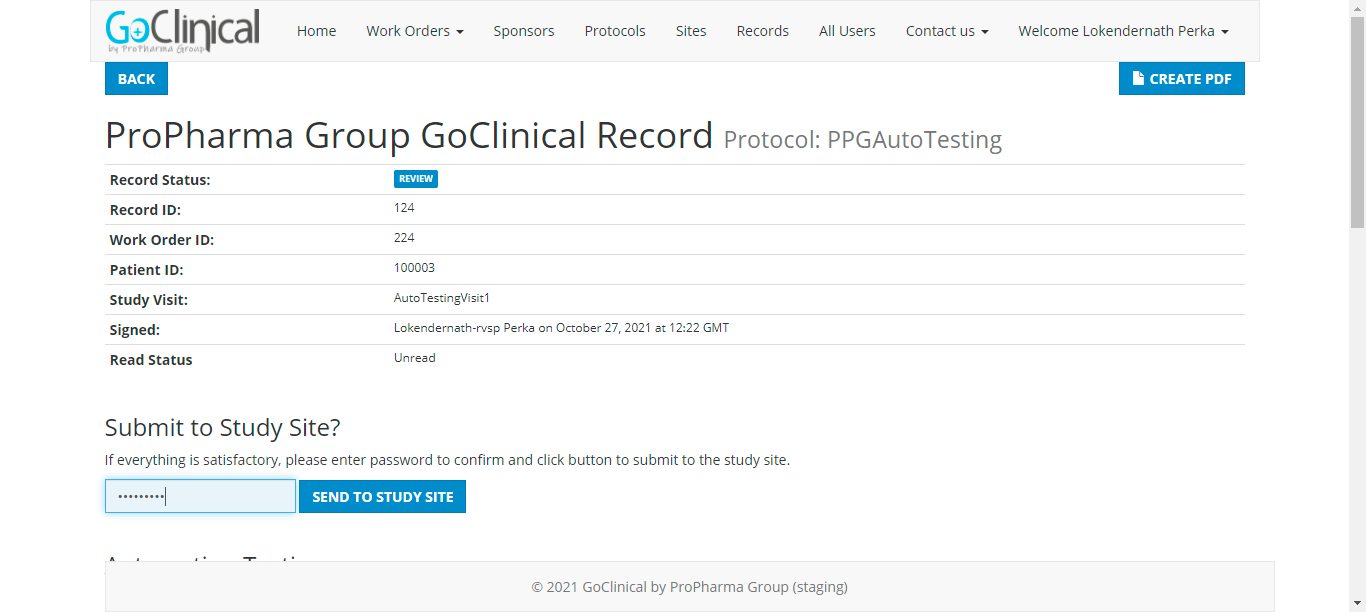 GoClinical
by ProPharma Group
Home Work Orders Sponsors Protocols Sites Records All Users Contact us Welcome Lokendernath Perka
BACK
CREATE PDF
ProPharma Group GoClinical Record Protocol: PPGAutoTesting
Record Status: REVIEW
Record ID: 124
Work Order ID: 224
Patient ID: 100003
Study Visit: AutoTestingVisit1
Signed: Lokendernath-rvsp Perka on October 27, 2021 at 12:22 GMT
Read Status Unread
Submit to Study Site?
If everything is satisfactory, please enter password to confirm and click button to submit to the study site.
•••••••••
SEND TO STUDY SITE
© 2021 GoClinical by ProPharma Group (staging)